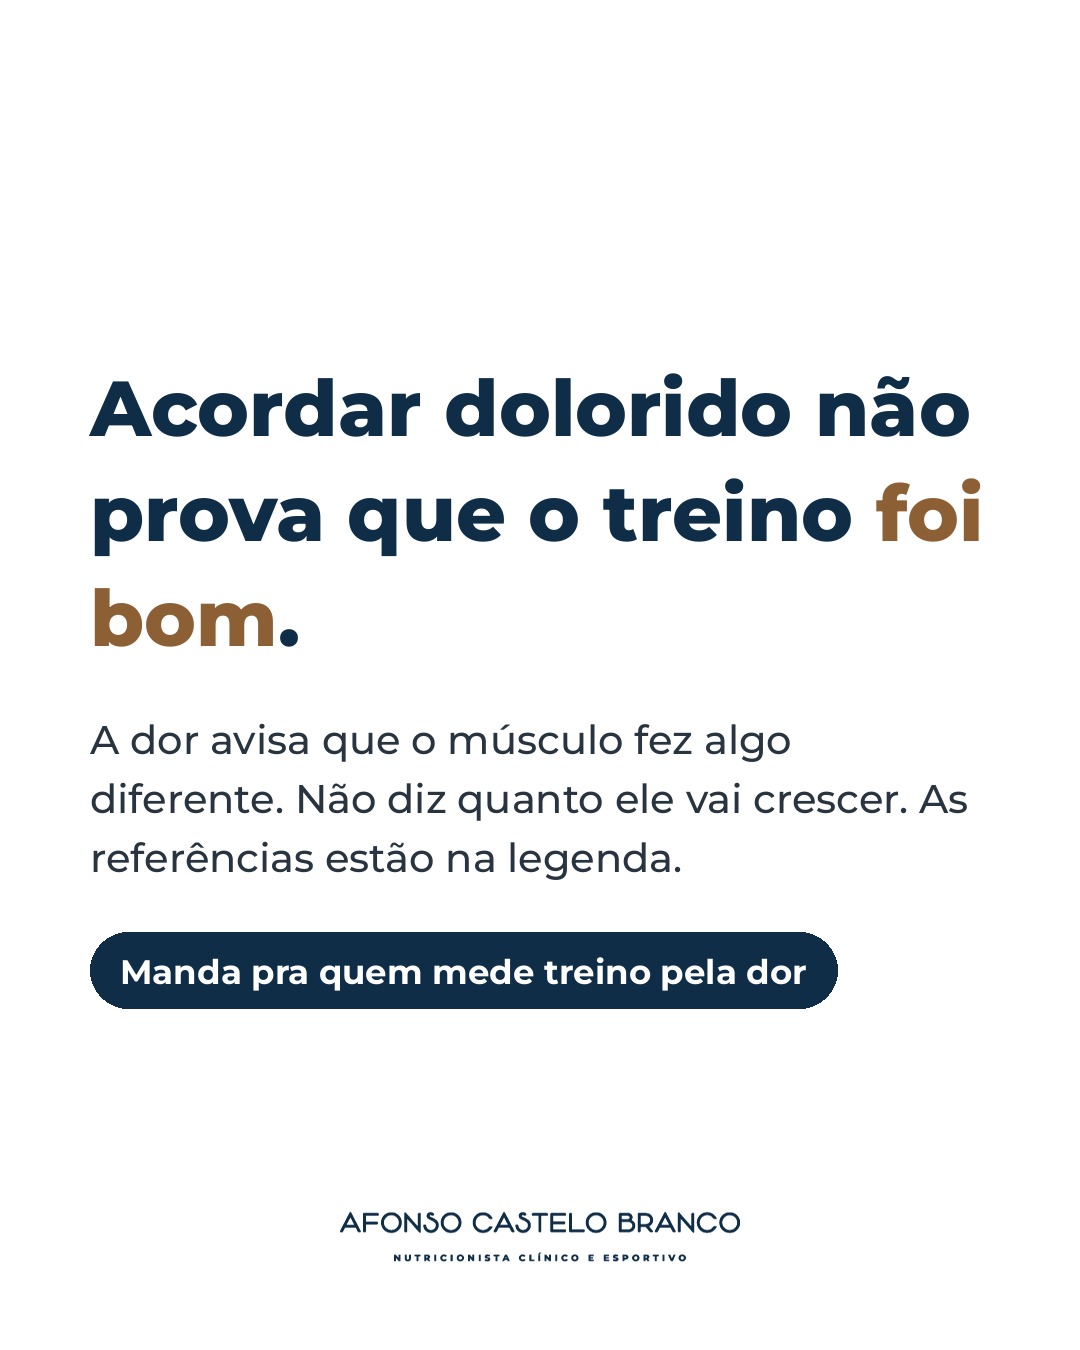 Acordar dolorido não
prova que o treino foi
bom.
A dor avisa que o músculo fez algo
diferente. Não diz quanto ele vai crescer. As
referências estão na legenda.
Manda pra quem mede treino pela dor
AFONSO CASTELO BRANCO
NUTRICIONISTA CLÍNICO E ESPORTIVO